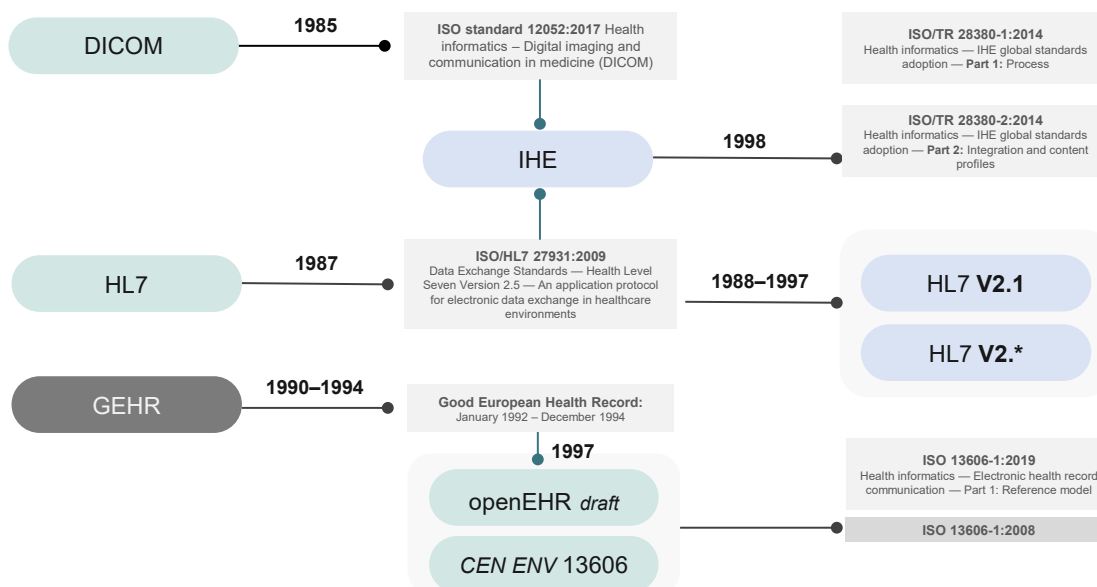 DICOM
1985
ISO standard 12052:2017 Health
informatics – Digital imaging and
communication in medicine (DICOM)
ISO/TR 28380-1:2014
Health informatics — IHE global standards
adoption — Part 1: Process
IHE
1998
ISO/TR 28380-2:2014
Health informatics — IHE global standards
adoption — Part 2: Integration and content
profiles
HL7
1987
ISO/HL7 27931:2009
Data Exchange Standards — Health Level
Seven Version 2.5 — An application protocol
for electronic data exchange in healthcare
environments
1988–1997
HL7 V2.1
HL7 V2.*
GEHR
1990–1994
Good European Health Record:
January 1992 – December 1994
1997
openEHR draft
CEN ENV 13606
ISO 13606-1:2019
Health informatics — Electronic health record
communication — Part 1: Reference model
ISO 13606-1:2008